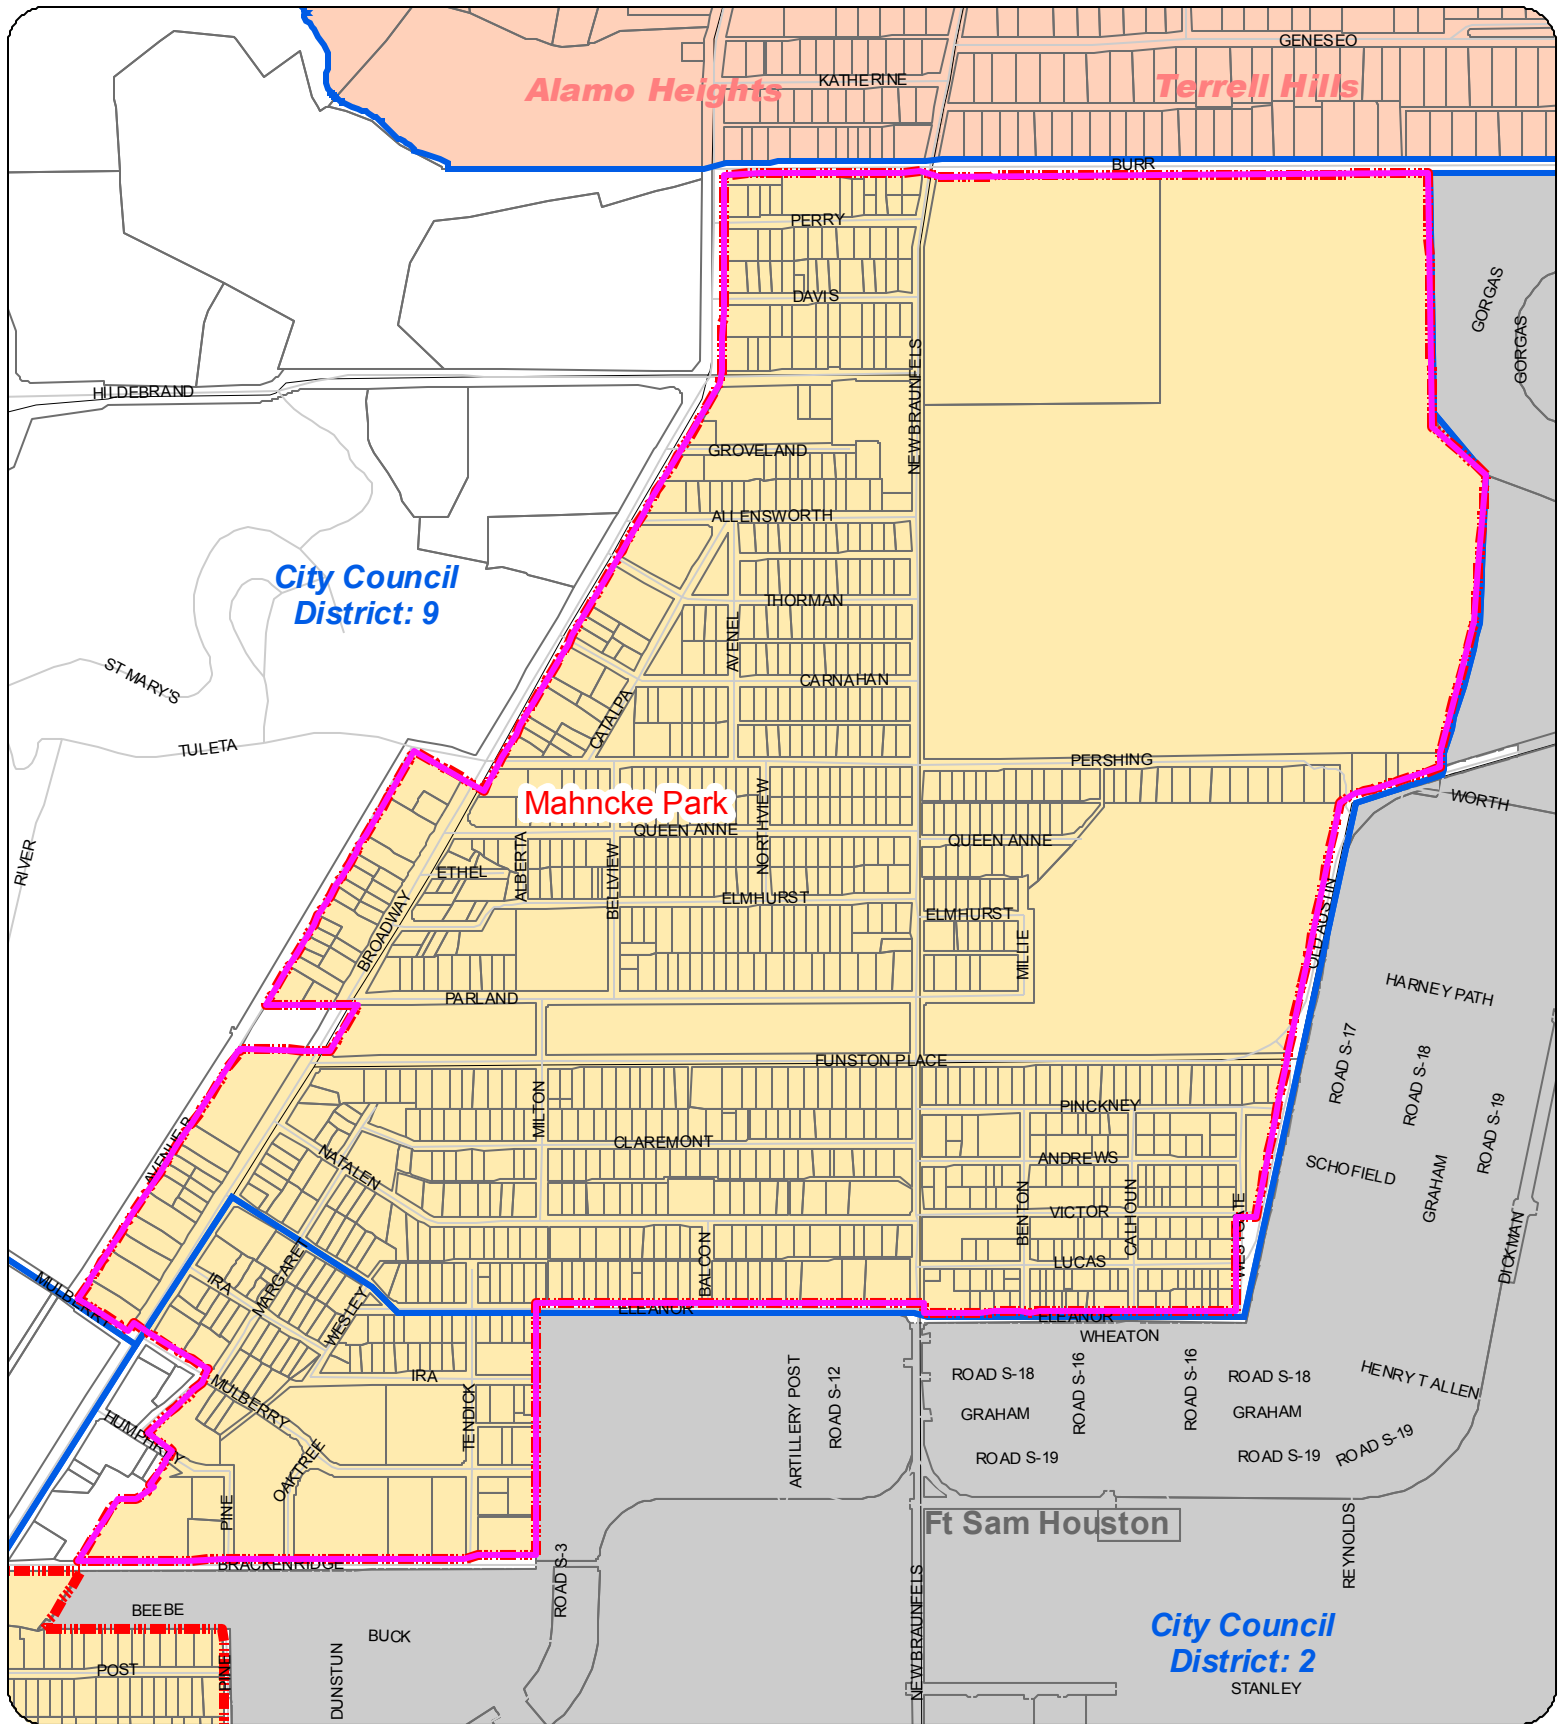 GENESEO
KATHERINE
Alamo Heights
Terrell Hills
BURR
PERRY
DAVIS
GORGAS
GORGAS
HILDEBRAND
NEW BRAUNFELS
GROVELAND
ALLENSWORTH
City Council
District: 9
THORMAN
AVENEL
ST MARY'S
CARNAHAN
CATALPA
TULETA
PERSHING
Mahncke Park
WORTH
NORTHVIEW
QUEEN ANNE
QUEEN ANNE
RIVER
ALBERTA
BELLVIEW
ETHEL
ELMHURST
ELMHURST
BROADWAY
OLD AUSTIN
MILLIE
PARLAND
HARNEY PATH
FUNSTON PLACE
ROAD S-17
ROAD S-18
ROAD S-19
PINCKNEY
MILTON
CLAREMONT
AVENUE B
NATALEN
ANDREWS
SCHOFIELD
GRAHAM
BENTON
VICTOR
CALHOUN
WESTGATE
DICKMAN
MARGARET
BALCON
LUCAS
MULBERRY
IRA
WESLEY
ELEANOR
ELEANOR
WHEATON
IRA
ARTILLERY POST
ROAD S-12
ROAD S-18
ROAD S-16
ROAD S-16
ROAD S-18
HENRY T ALLEN
MULBERRY
TENDICK
GRAHAM
GRAHAM
HUMPHREY
OAKTREE
ROAD S-19
ROAD S-19
ROAD S-19
PINE
Ft Sam Houston
BRACKENRIDGE
ROAD S-3
REYNOLDS
NEW BRAUNFELS
BEEBE
BUCK
City Council
District: 2
POST
PINE
DUNSTUN
STANLEY